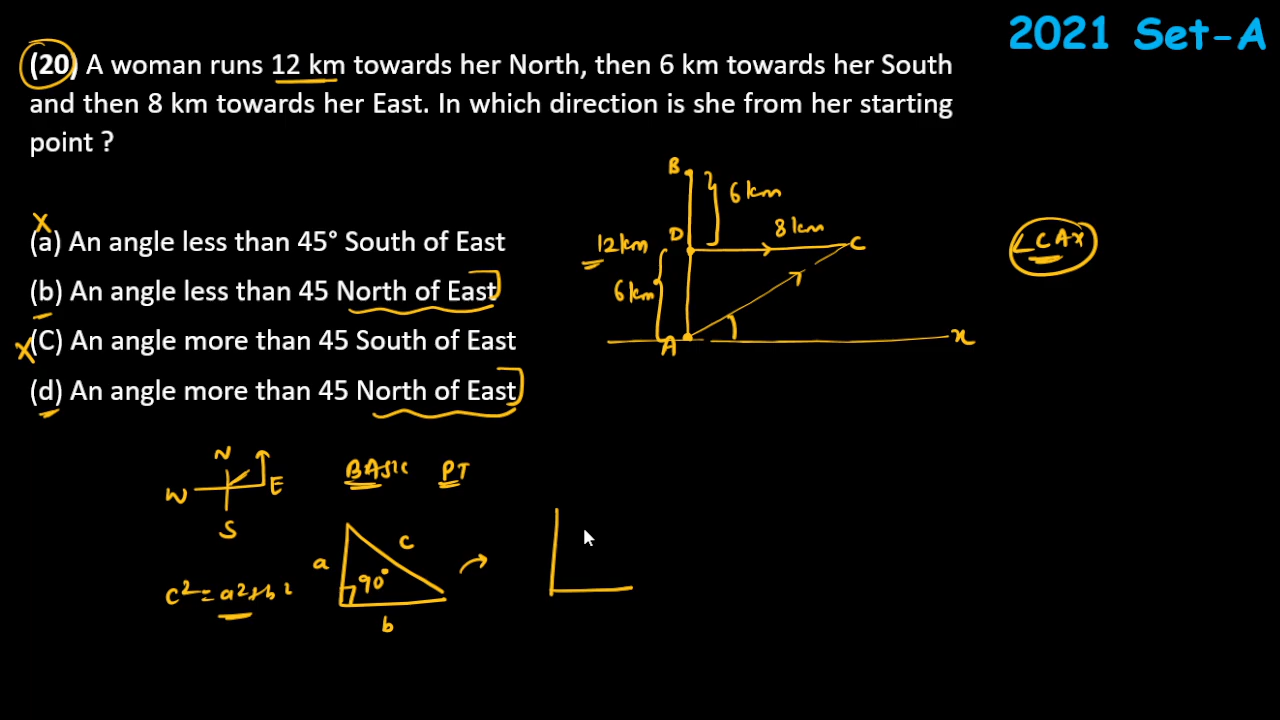 2021 Set-A
(20) A woman runs 12 km towards her North, then 6 km towards her South
and then 8 km towards her East. In which direction is she from her starting
point ?
B
6 km
x
(a) An angle less than 45° South of East
D
8 km
C
12 km
∠CAx
6 km
(b) An angle less than 45 North of East
x
(C) An angle more than 45 South of East
A
x
(d) An angle more than 45 North of East
N
W
E
S
BASIC PT
a
c
90°
b
c² = a²+b²